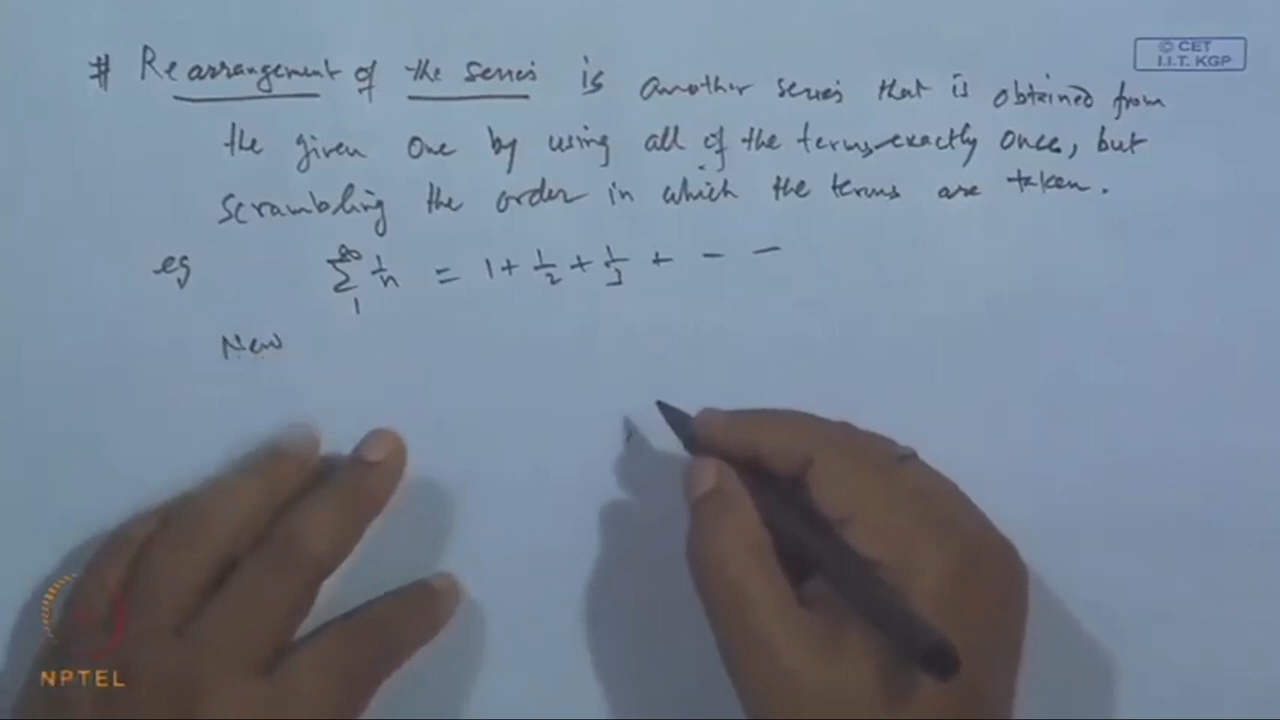 © CET
I.I.T. KGP
# Rearrangement of the series is another series that is obtained from
the given one by using all of the terms exactly once, but
scrambling the order in which the terms are taken.
eg ∑_1^∞ 1/n = 1 + 1/2 + 1/3 + - -
New
NPTEL